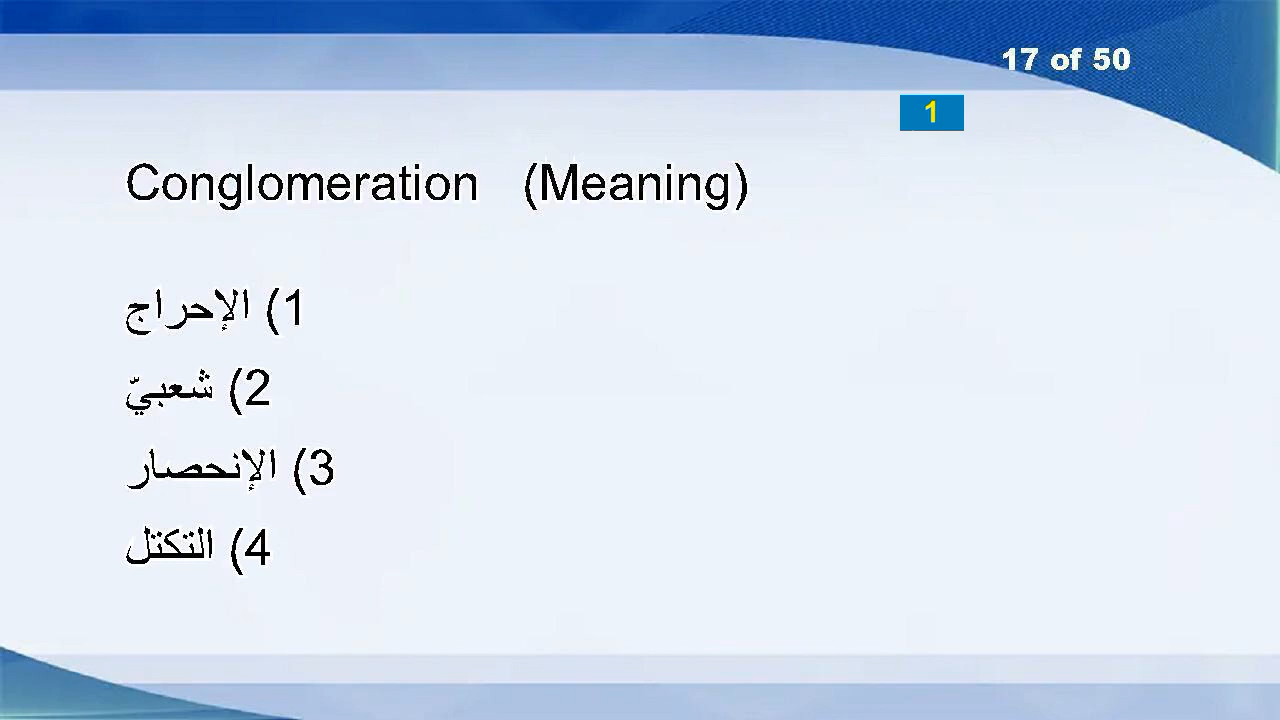 17 of 50
1
Conglomeration (Meaning)
1) الإحراج
2) شعبيّ
3) الإنحصار
4) التكتل